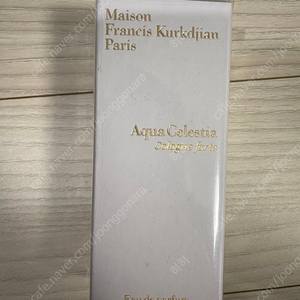 Maison
Francis Kurkdjian
Paris
Aqua Celestia
Cologne forte
Eau de parfum